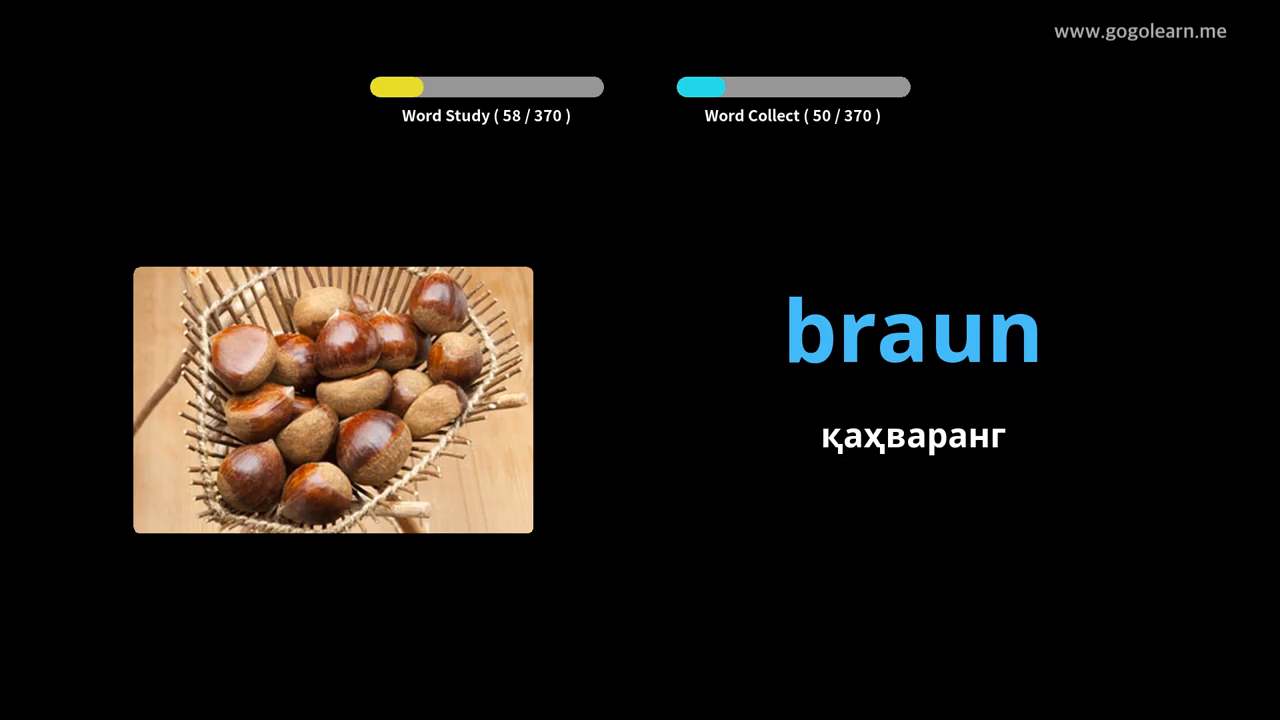 www.gogolearn.me
Word Study ( 58 / 370 )
Word Collect ( 50 / 370 )
braun
қаҳваранг